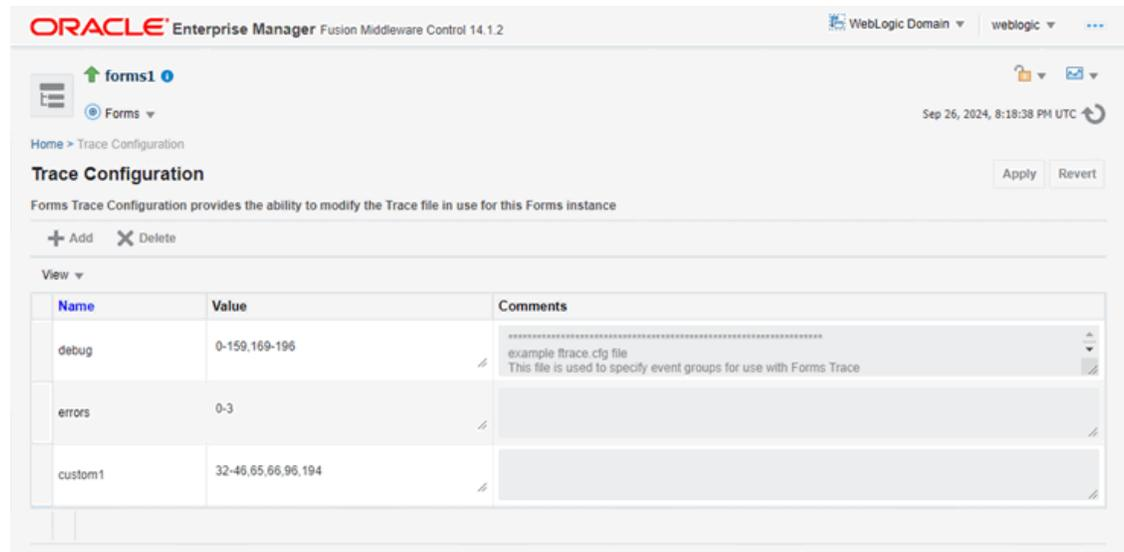 ORACLE Enterprise Manager Fusion Middleware Control 14.1.2
WebLogic Domain weblogic
forms1
Forms
Sep 26, 2024, 8:18:38 PM UTC
Home > Trace Configuration
Trace Configuration
Apply Revert
Forms Trace Configuration provides the ability to modify the Trace file in use for this Forms instance
Add Delete
View
Name Value Comments
debug 0-159,169-196
example ftrace.cfg file
This file is used to specify event groups for use with Forms Trace
errors 0-3
custom1 32-46,65,66,96,194